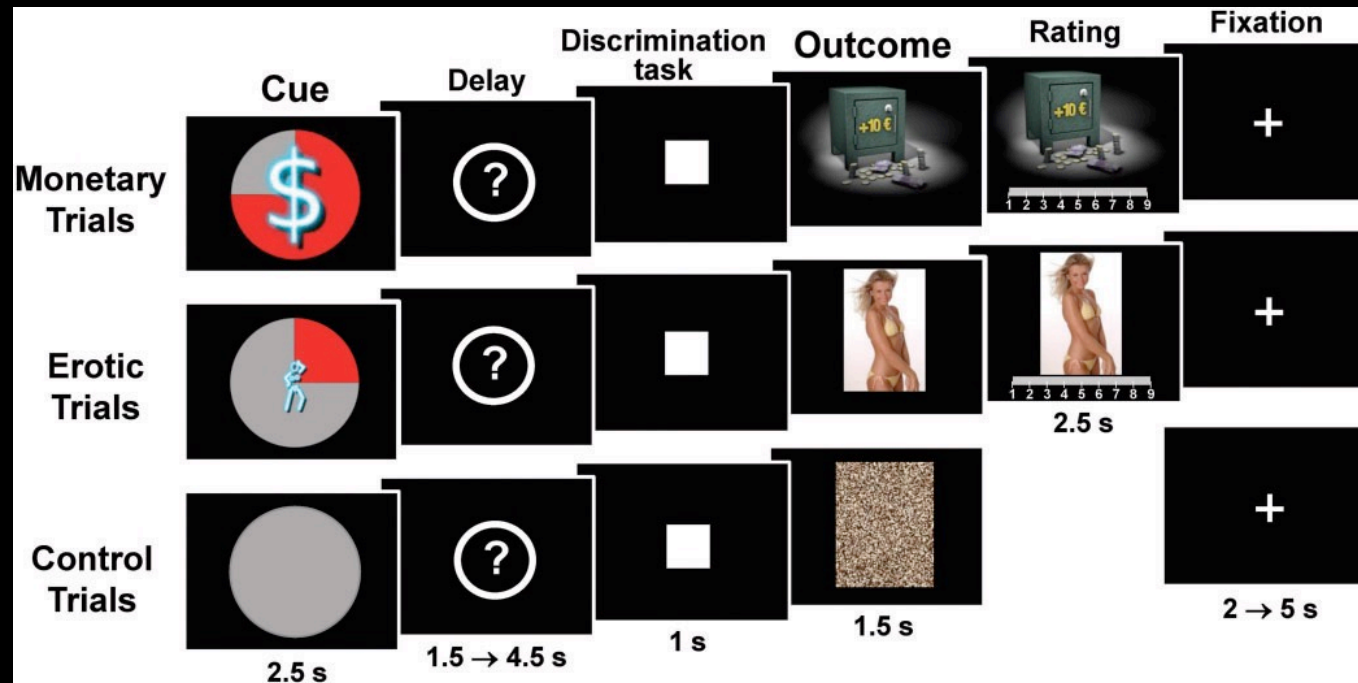 Cue
Delay
Discrimination
task
Outcome
Rating
Fixation
Monetary
Trials
$
?
+10 €
+10 €
1 2 3 4 5 6 7 8 9
+
Erotic
Trials
?
1 2 3 4 5 6 7 8 9
2.5 s
+
Control
Trials
?
+
2.5 s
1.5 → 4.5 s
1 s
1.5 s
2 → 5 s